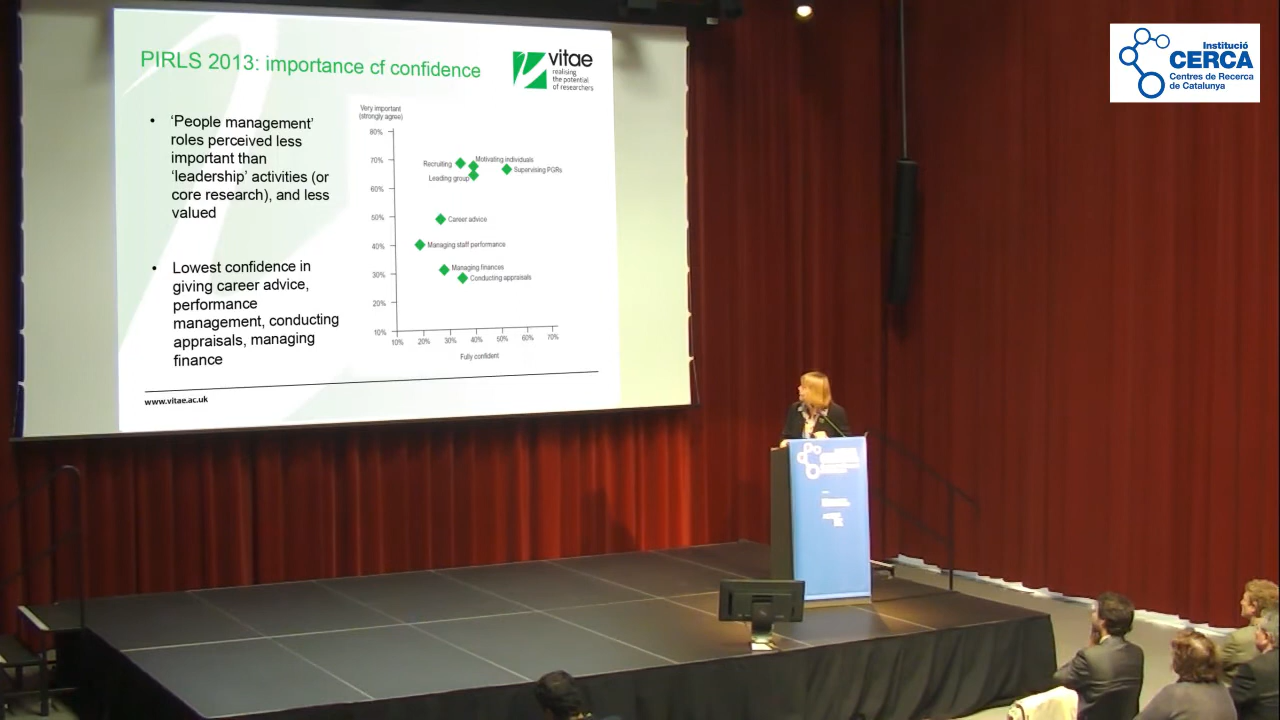 PIRLS 2013: importance cf confidence
vitae
realising
the potential
of researchers
• 'People management'
roles perceived less
important than
'leadership' activities (or
core research), and less
valued
• Lowest confidence in
giving career advice,
performance
management, conducting
appraisals, managing
finance
Very important
(strongly agree)
80%
70%
60%
50%
40%
30%
20%
10%
Recruiting
Motivating individuals
Supervising PGRs
Leading group
Career advice
Managing staff performance
Managing finances
Conducting appraisals
10% 20% 30% 40% 50% 60% 70%
Fully confident
www.vitae.ac.uk
Institució
CERCA
Centres de Recerca
de Catalunya